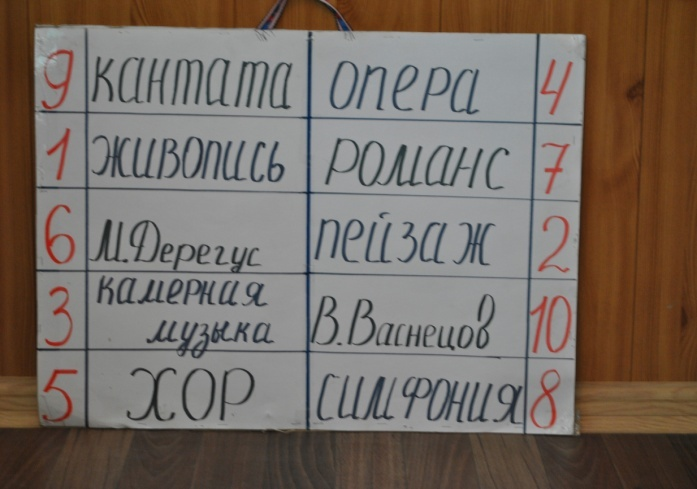 9 кантата опера 4
1 живопись романс 7
6 М.Дерегус пейзаж 2
3 камерная
музыка В.Васнецов 10
5 ХОР симфония 8